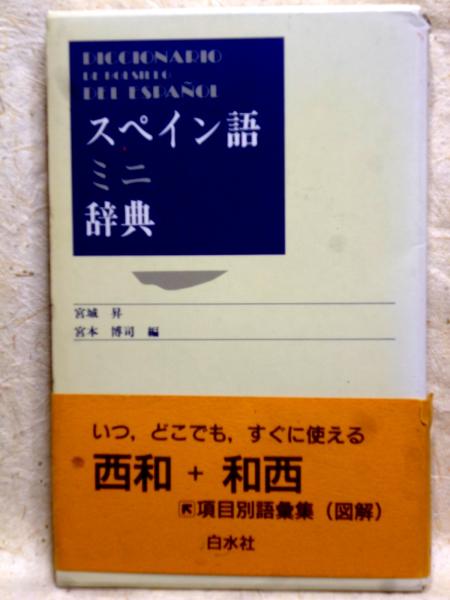 DICCIONARIO
DE BOLSILLO
DEL ESPAÑOL
スペイン語
ミニ
辞典
宮城 昇
宮本 博司 編
いつ，どこでも，すぐに使える
西和 + 和西
項目別語彙集（図解）
白水社